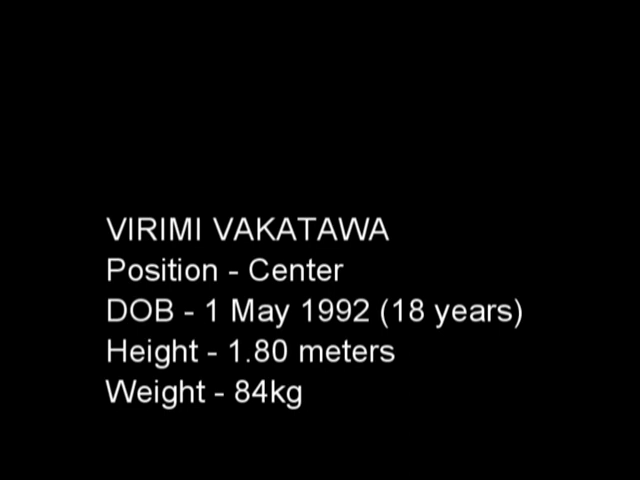 VIRIMI VAKATAWA
Position - Center
DOB - 1 May 1992 (18 years)
Height - 1.80 meters
Weight - 84kg